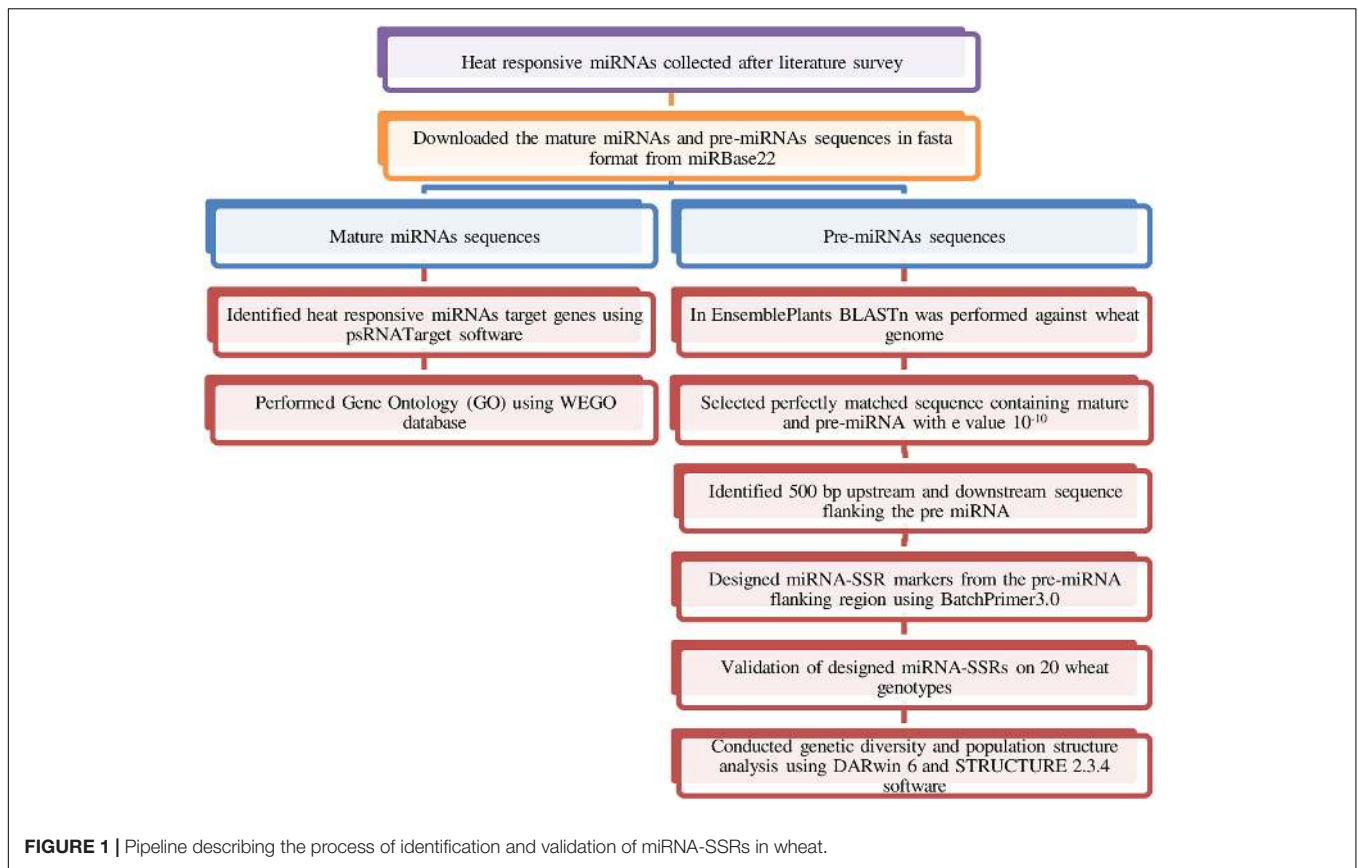 Heat responsive miRNAs collected after literature survey
Downloaded the mature miRNAs and pre-miRNAs sequences in fasta
format from miRBase22
Mature miRNAs sequences
Identified heat responsive miRNAs target genes using
psRNATarget software
Performed Gene Ontology (GO) using WEGO
database
Pre-miRNAs sequences
In EnsemblePlants BLASTn was performed against wheat
genome
Selected perfectly matched sequence containing mature
and pre-miRNA with e value 10⁻¹⁰
Identified 500 bp upstream and downstream sequence
flanking the pre miRNA
Designed miRNA-SSR markers from the pre-miRNA
flanking region using BatchPrimer3.0
Validation of designed miRNA-SSRs on 20 wheat
genotypes
Conducted genetic diversity and population structure
analysis using DARwin 6 and STRUCTURE 2.3.4
software
FIGURE 1 | Pipeline describing the process of identification and validation of miRNA-SSRs in wheat.